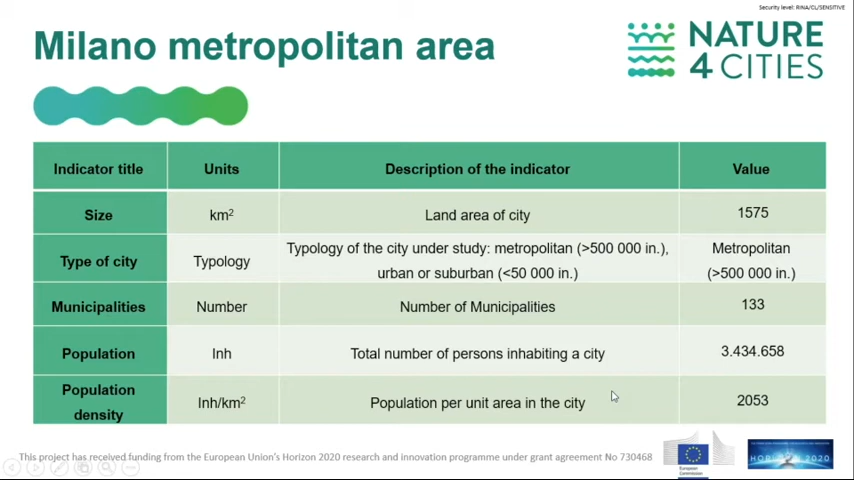 Security level: RINA/CL/SENSITIVE
Milano metropolitan area
NATURE
4 CITIES
Indicator title Units Description of the indicator Value
Size km² Land area of city 1575
Type of city Typology Typology of the city under study: metropolitan (>500 000 in.), urban or suburban (<50 000 in.) Metropolitan (>500 000 in.)
Municipalities Number Number of Municipalities 133
Population Inh Total number of persons inhabiting a city 3.434.658
Population density Inh/km² Population per unit area in the city 2053
This project has received funding from the European Union's Horizon 2020 research and innovation programme under grant agreement No 730468
European
Commission
HORIZON 2020